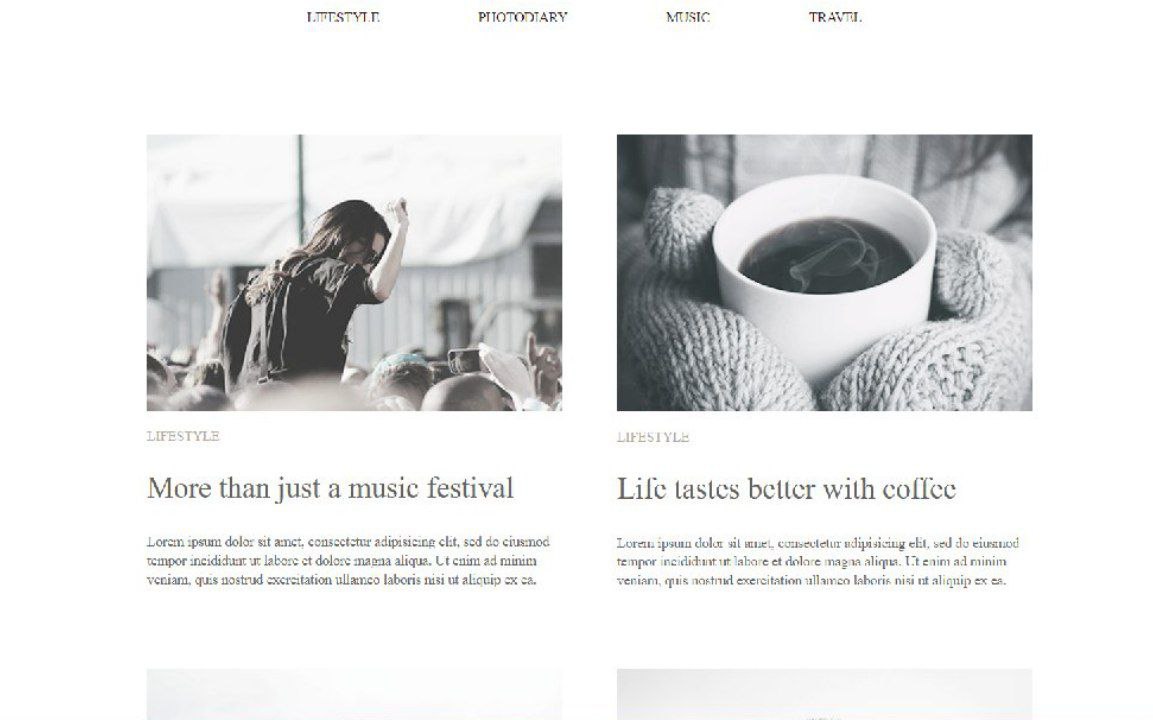 LIFESTYLE PHOTODIARY MUSIC TRAVEL
LIFESTYLE
More than just a music festival
Lorem ipsum dolor sit amet, consectetur adipisicing elit, sed do eiusmod
tempor incididunt ut labore et dolore magna aliqua. Ut enim ad minim
veniam, quis nostrud exercitation ullamco laboris nisi ut aliquip ex ea.
LIFESTYLE
Life tastes better with coffee
Lorem ipsum dolor sit amet, consectetur adipisicing elit, sed do eiusmod
tempor incididunt ut labore et dolore magna aliqua. Ut enim ad minim
veniam, quis nostrud exercitation ullamco laboris nisi ut aliquip ex ea.